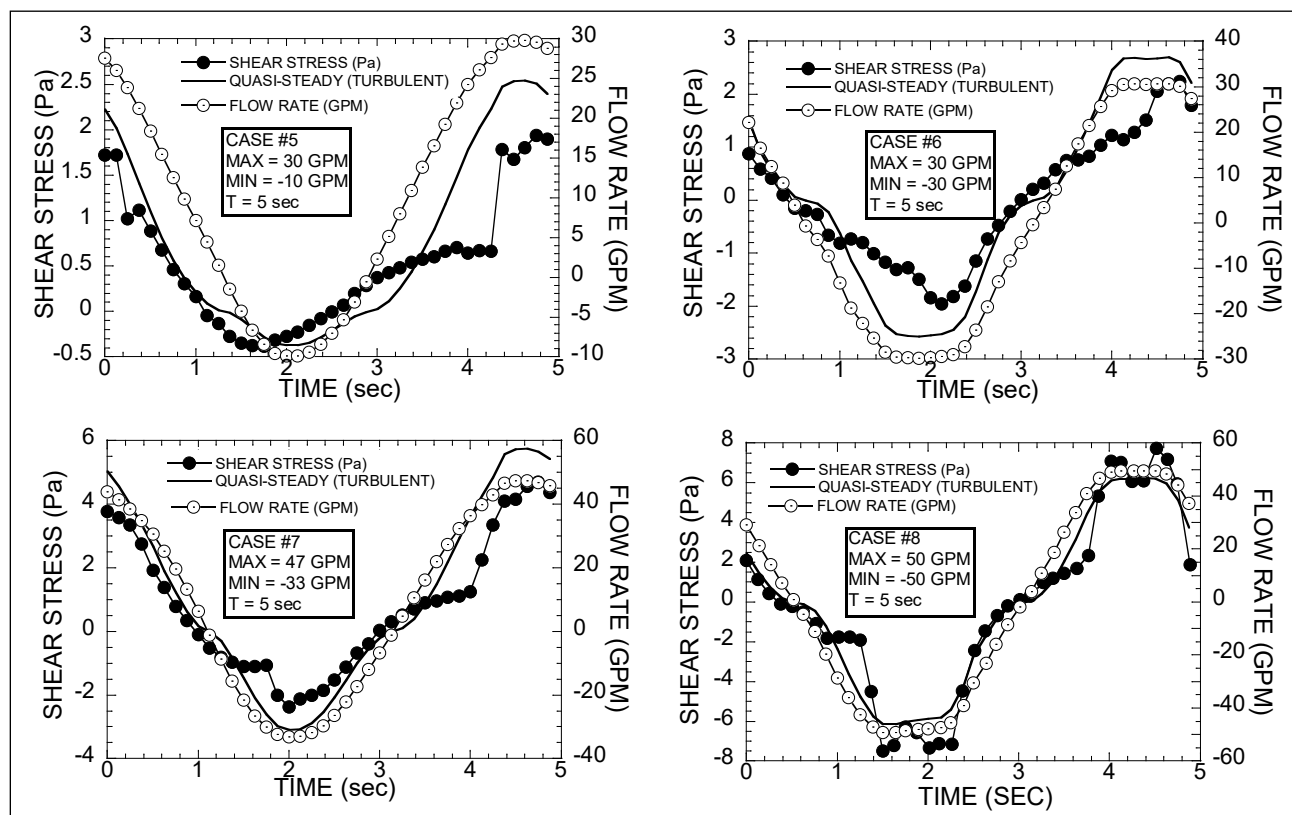 SHEAR STRESS (Pa)
QUASI-STEADY (TURBULENT)
FLOW RATE (GPM)
CASE #5
MAX = 30 GPM
MIN = -10 GPM
T = 5 sec
3
2.5
2
1.5
1
0.5
0
-0.5
SHEAR STRESS (Pa)
30
25
20
15
10
5
0
-5
-10
FLOW RATE (GPM)
0 1 2 3 4 5
TIME (sec)
SHEAR STRESS (Pa)
QUASI-STEADY (TURBULENT)
FLOW RATE (GPM)
CASE #6
MAX = 30 GPM
MIN = -30 GPM
T = 5 sec
3
2
1
0
-1
-2
-3
SHEAR STRESS (Pa)
40
30
20
10
0
-10
-20
-30
FLOW RATE (GPM)
0 1 2 3 4 5
TIME (sec)
SHEAR STRESS (Pa)
QUASI-STEADY (TURBULENT)
FLOW RATE (GPM)
CASE #7
MAX = 47 GPM
MIN = -33 GPM
T = 5 sec
6
4
2
0
-2
-4
SHEAR STRESS (Pa)
60
40
20
0
-20
-40
FLOW RATE (GPM)
0 1 2 3 4 5
TIME (sec)
SHEAR STRESS (Pa)
QUASI-STEADY (TURBULENT)
FLOW RATE (GPM)
CASE #8
MAX = 50 GPM
MIN = -50 GPM
T = 5 sec
8
6
4
2
0
-2
-4
-6
-8
SHEAR STRESS (Pa)
60
40
20
0
-20
-40
-60
FLOW RATE (GPM)
0 1 2 3 4 5
TIME (SEC)